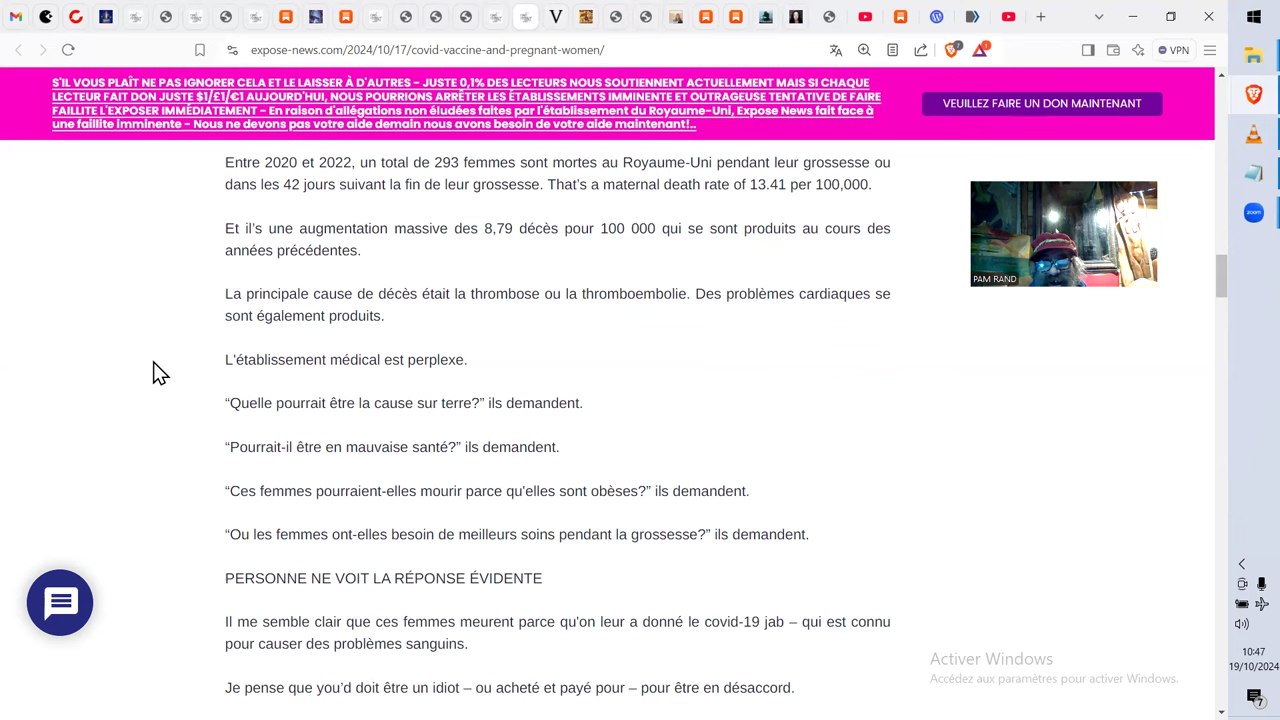 expose-news.com/2024/10/17/covid-vaccine-and-pregnant-women/
VPN
S'IL VOUS PLAÎT NE PAS IGNORER CELA ET LE LAISSER À D'AUTRES - JUSTE 0,1% DES LECTEURS NOUS SOUTIENNENT ACTUELLEMENT MAIS SI CHAQUE
LECTEUR FAIT DON JUSTE $1/£1/€1 AUJOURD'HUI, NOUS POURRIONS ARRÊTER LES ÉTABLISSEMENTS IMMINENTE ET OUTRAGEUSE TENTATIVE DE FAIRE
FAILLITE L'EXPOSER IMMÉDIATEMENT - En raison d'allégations non éludées faites par l'établissement du Royaume-Uni, Expose News fait face à
une faillite imminente - Nous ne devons pas votre aide demain nous avons besoin de votre aide maintenant!..
VEUILLEZ FAIRE UN DON MAINTENANT
Entre 2020 et 2022, un total de 293 femmes sont mortes au Royaume-Uni pendant leur grossesse ou
dans les 42 jours suivant la fin de leur grossesse. That's a maternal death rate of 13.41 per 100,000.
Et il's une augmentation massive des 8,79 décès pour 100 000 qui se sont produits au cours des
années précédentes.
La principale cause de décès était la thrombose ou la thromboembolie. Des problèmes cardiaques se
sont également produits.
L'établissement médical est perplexe.
“Quelle pourrait être la cause sur terre?” ils demandent.
“Pourrait-il être en mauvaise santé?” ils demandent.
“Ces femmes pourraient-elles mourir parce qu'elles sont obèses?” ils demandent.
“Ou les femmes ont-elles besoin de meilleurs soins pendant la grossesse?” ils demandent.
PERSONNE NE VOIT LA RÉPONSE ÉVIDENTE
Il me semble clair que ces femmes meurent parce qu'on leur a donné le covid-19 jab – qui est connu
pour causer des problèmes sanguins.
Je pense que you'd doit être un idiot – ou acheté et payé pour – pour être en désaccord.
PAM RAND
Activer Windows
Accédez aux paramètres pour activer Windows.
zoom
10:47
19/10/2024
7